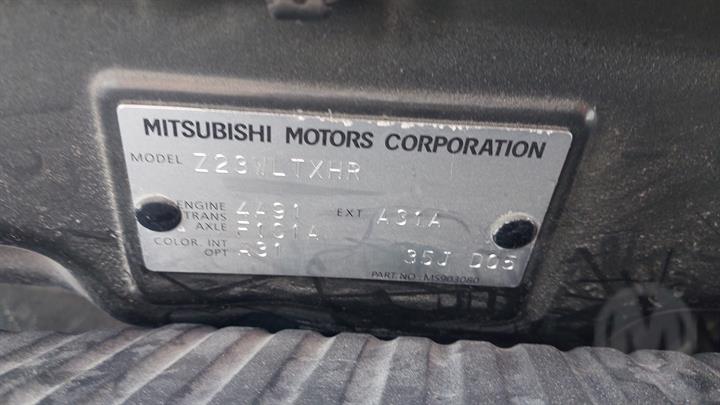 MITSUBISHI MOTORS CORPORATION
MODEL Z23WLTXHR
ENGINE 4A91 EXT A31A
TRANS AXLE F1C1A
COLOR, INT A31
OPT 35J D05
PART NO. MS903080
M